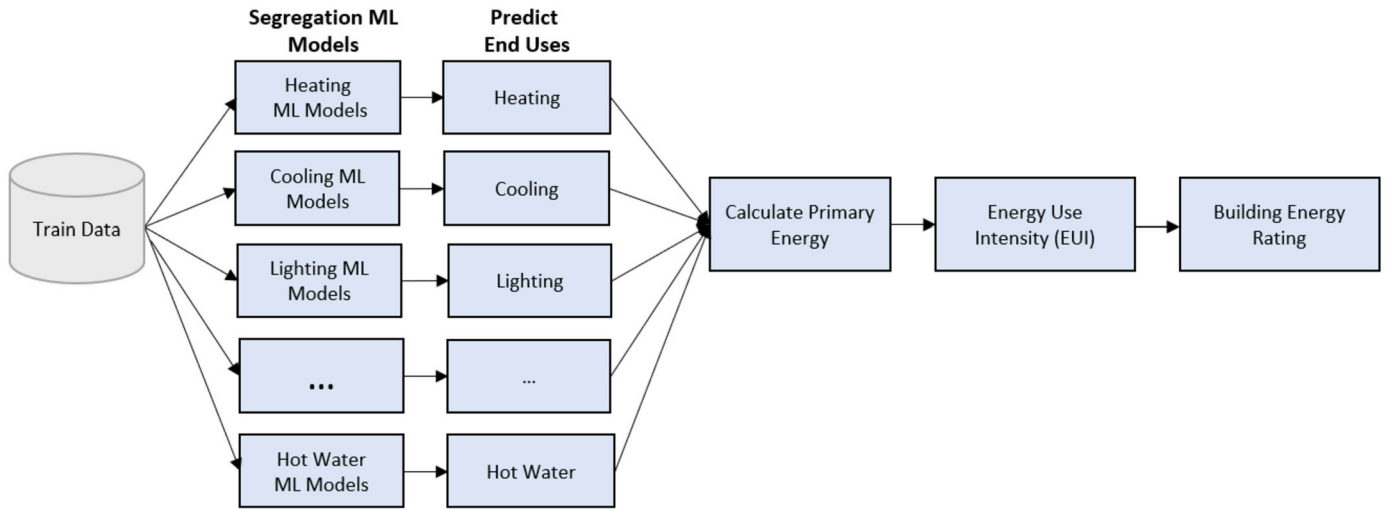 Segregation ML
Models
Predict
End Uses
Train Data
Heating
ML Models
Heating
Cooling ML
Models
Cooling
Lighting ML
Models
Lighting
...
...
Hot Water
ML Models
Hot Water
Calculate Primary
Energy
Energy Use
Intensity (EUI)
Building Energy
Rating